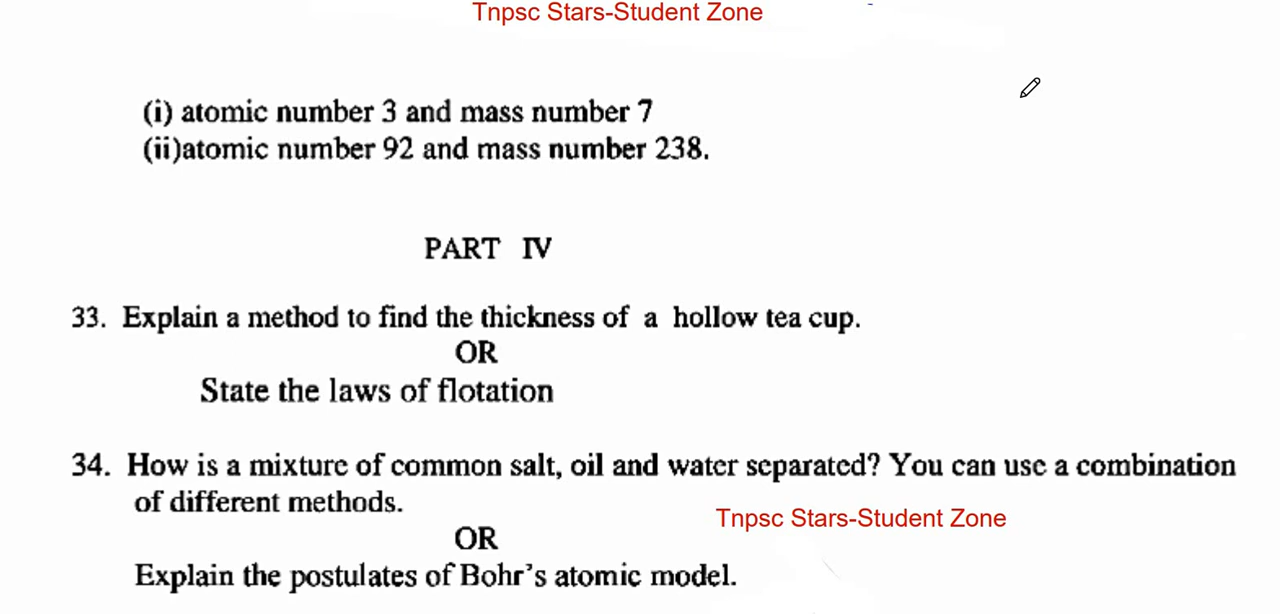 Tnpsc Stars-Student Zone
(i) atomic number 3 and mass number 7
(ii)atomic number 92 and mass number 238.
PART IV
33. Explain a method to find the thickness of a hollow tea cup.
OR
State the laws of flotation
34. How is a mixture of common salt, oil and water separated? You can use a combination
of different methods.
Tnpsc Stars-Student Zone
OR
Explain the postulates of Bohr's atomic model.